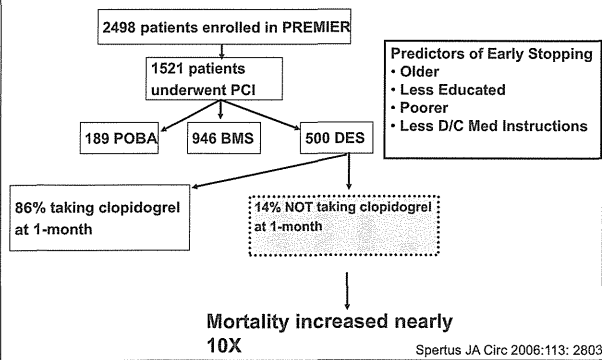 2498 patients enrolled in PREMIER
1521 patients
underwent PCI
189 POBA
946 BMS
500 DES
Predictors of Early Stopping
• Older
• Less Educated
• Poorer
• Less D/C Med Instructions
86% taking clopidogrel
at 1-month
14% NOT taking clopidogrel
at 1-month
Mortality increased nearly
10X
Spertus JA Circ 2006:113: 2803